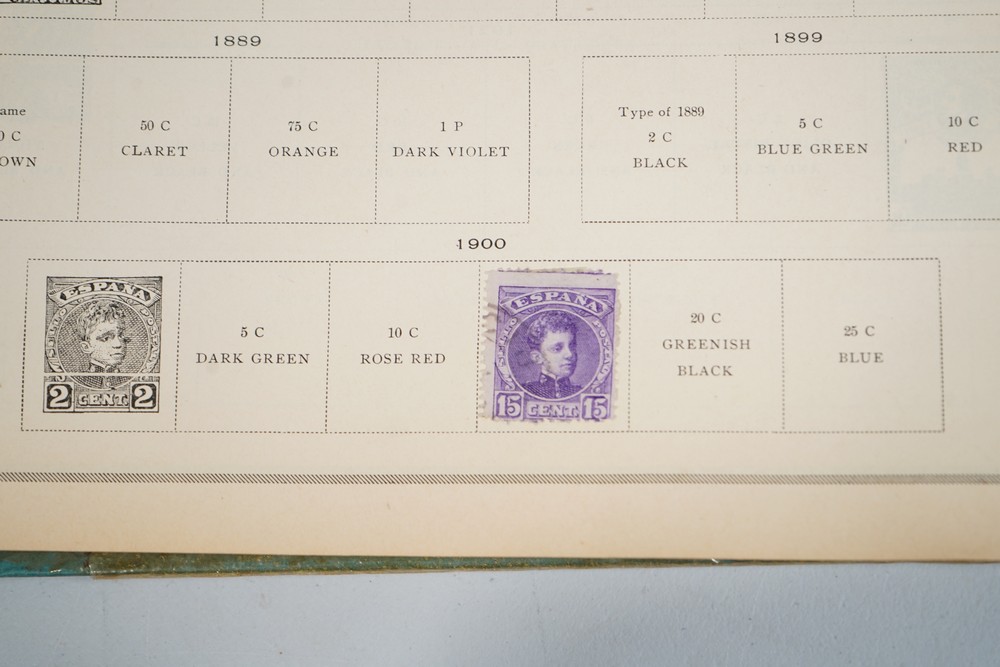 1889
1899
ame
0 C
OWN
50 C
CLARET
75 C
ORANGE
1 P
DARK VIOLET
Type of 1889
2 C
BLACK
5 C
BLUE GREEN
10 C
RED
1900
ESPAÑA
SELLO POSTAL
2 CENT. 2
5 C
DARK GREEN
10 C
ROSE RED
ESPAÑA
15 CENT. 15
20 C
GREENISH
BLACK
25 C
BLUE